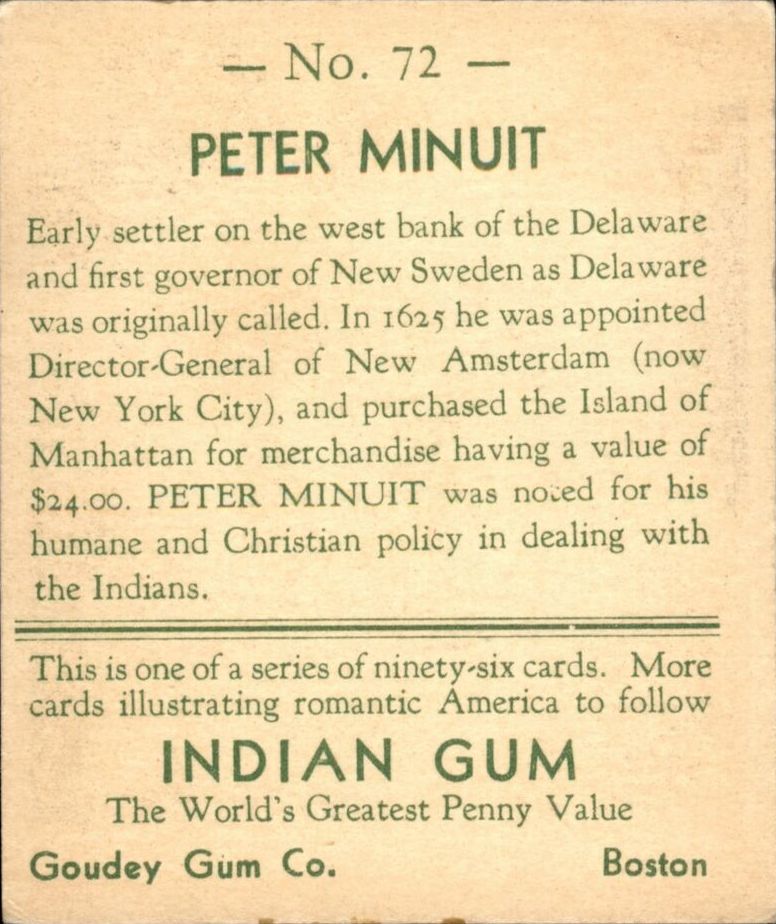 — No. 72 —
PETER MINUIT
Early settler on the west bank of the Delaware
and first governor of New Sweden as Delaware
was originally called. In 1625 he was appointed
Director-General of New Amsterdam (now
New York City), and purchased the Island of
Manhattan for merchandise having a value of
$24.00. PETER MINUIT was noted for his
humane and Christian policy in dealing with
the Indians.
This is one of a series of ninety-six cards. More
cards illustrating romantic America to follow
INDIAN GUM
The World's Greatest Penny Value
Goudey Gum Co. Boston